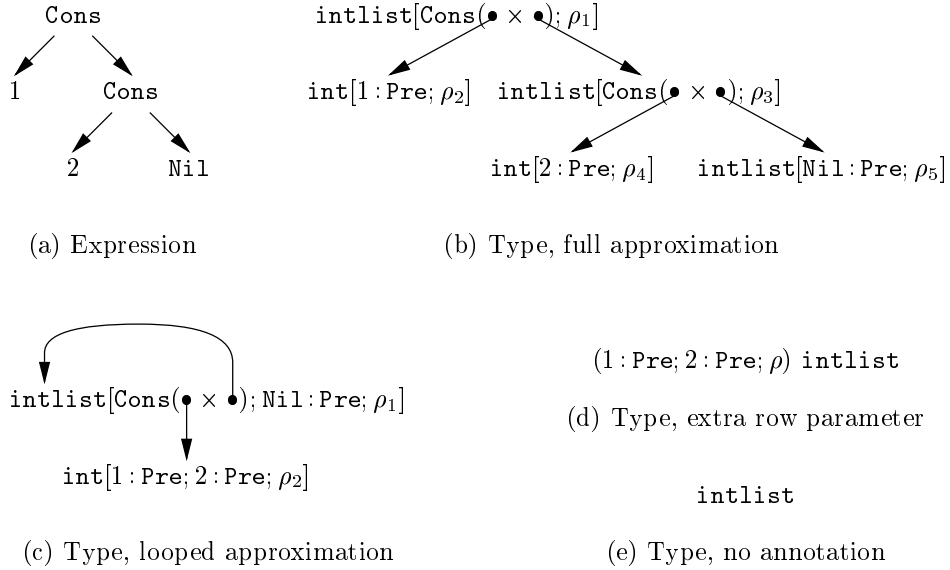 Cons
1 Cons
2 Nil
(a) Expression
intlist[Cons(• × •); ρ₁]
int[1 : Pre; ρ₂] intlist[Cons(• × •); ρ₃]
int[2 : Pre; ρ₄] intlist[Nil : Pre; ρ₅]
(b) Type, full approximation
intlist[Cons(• × •); Nil : Pre; ρ₁]
int[1 : Pre; 2 : Pre; ρ₂]
(c) Type, looped approximation
(1 : Pre; 2 : Pre; ρ) intlist
(d) Type, extra row parameter
intlist
(e) Type, no annotation